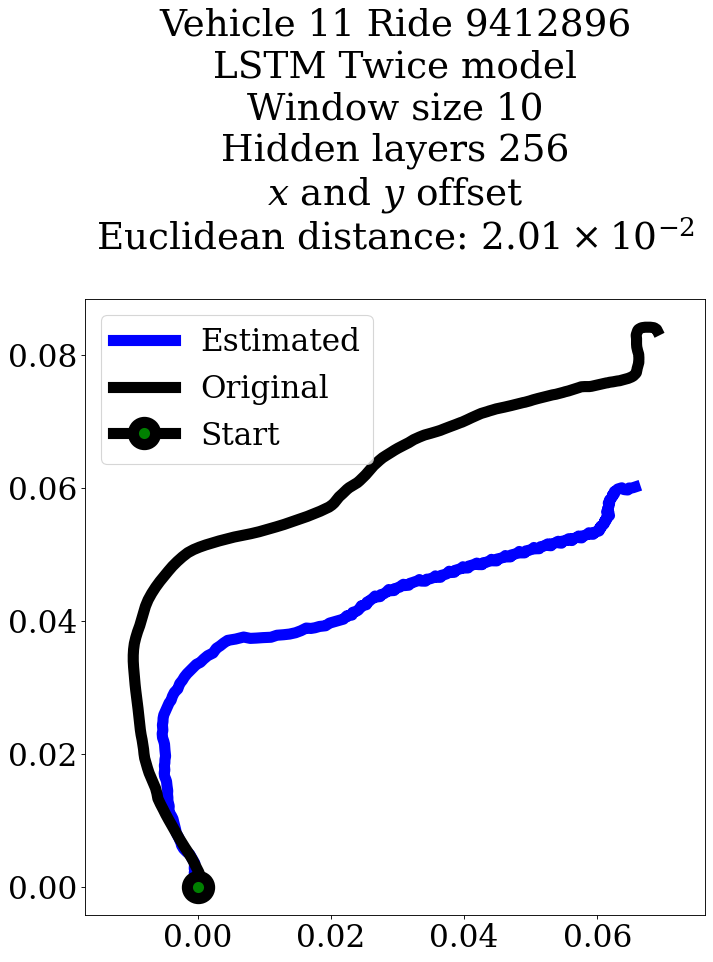 Vehicle 11 Ride 9412896
LSTM Twice model
Window size 10
Hidden layers 256
x and y offset
Euclidean distance: 2.01 × 10⁻²
Estimated
Original
Start
0.08
0.06
0.04
0.02
0.00
0.00 0.02 0.04 0.06